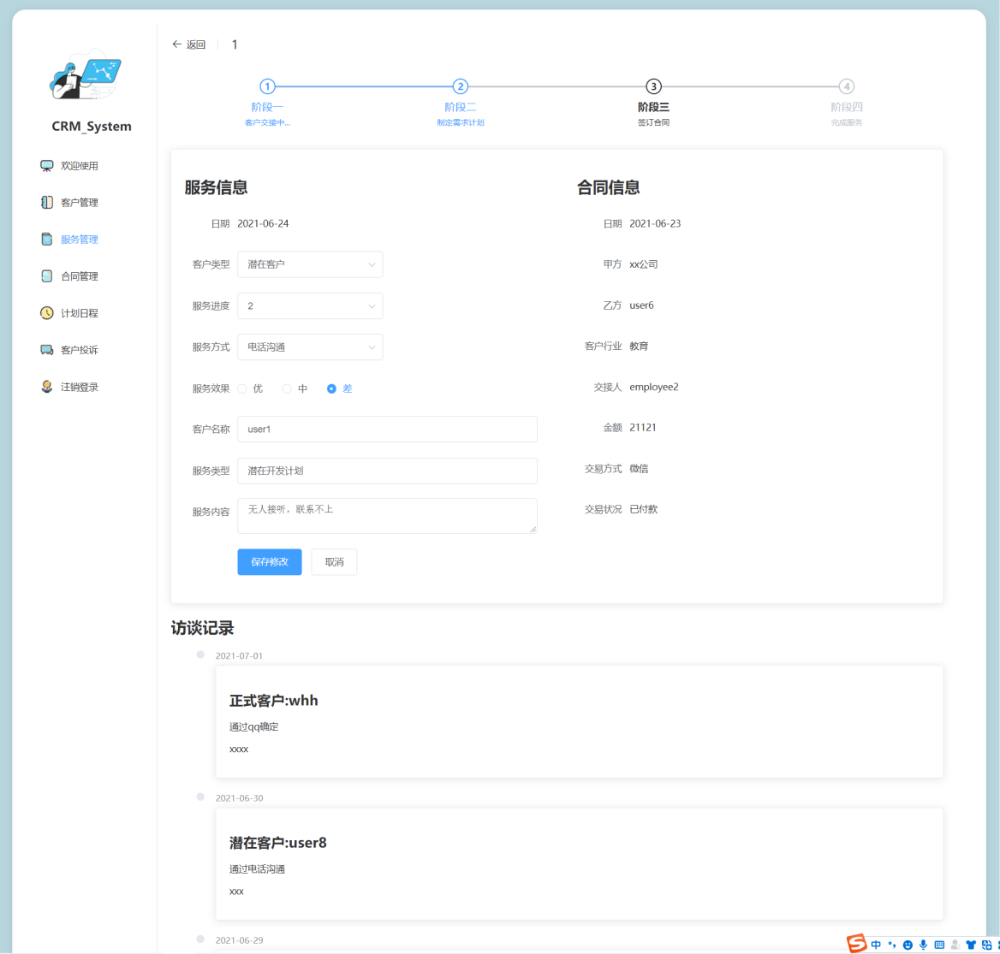 CRM_System
欢迎使用
客户管理
服务管理
合同管理
计划日程
客户投诉
注销登录
返回 1
1 2 3 4
阶段一 阶段二 阶段三 阶段四
客户交接中... 制定需求计划 签订合同 完成服务
服务信息
日期 2021-06-24
客户类型 潜在客户
服务进度 2
服务方式 电话沟通
服务效果 优 中 差
客户名称 user1
服务类型 潜在开发计划
服务内容 无人接听，联系不上
保存修改 取消
合同信息
日期 2021-06-23
甲方 xx公司
乙方 user6
客户行业 教育
交接人 employee2
金额 21121
交易方式 微信
交易状况 已付款
访谈记录
2021-07-01
正式客户:whh
通过qq确定
xxxx
2021-06-30
潜在客户:user8
通过电话沟通
xxx
2021-06-29
S 中